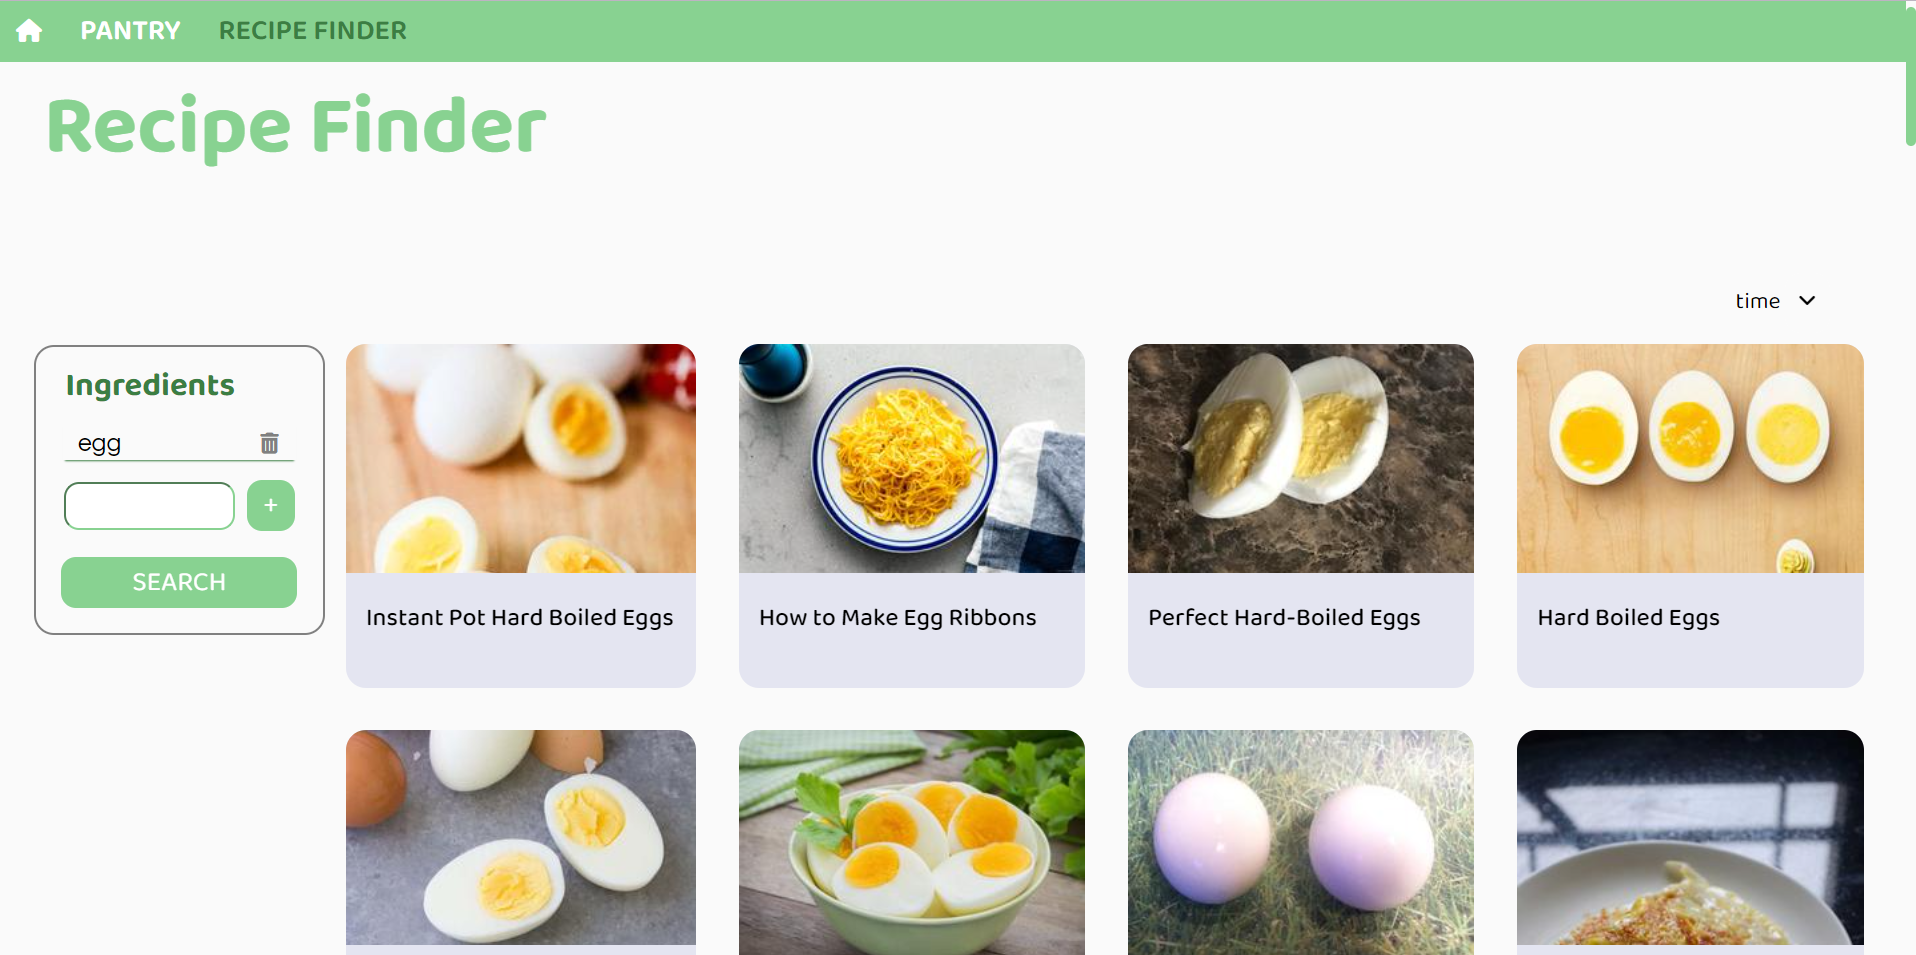 PANTRY RECIPE FINDER
Recipe Finder
time
Ingredients
egg
+
SEARCH
Instant Pot Hard Boiled Eggs
How to Make Egg Ribbons
Perfect Hard-Boiled Eggs
Hard Boiled Eggs